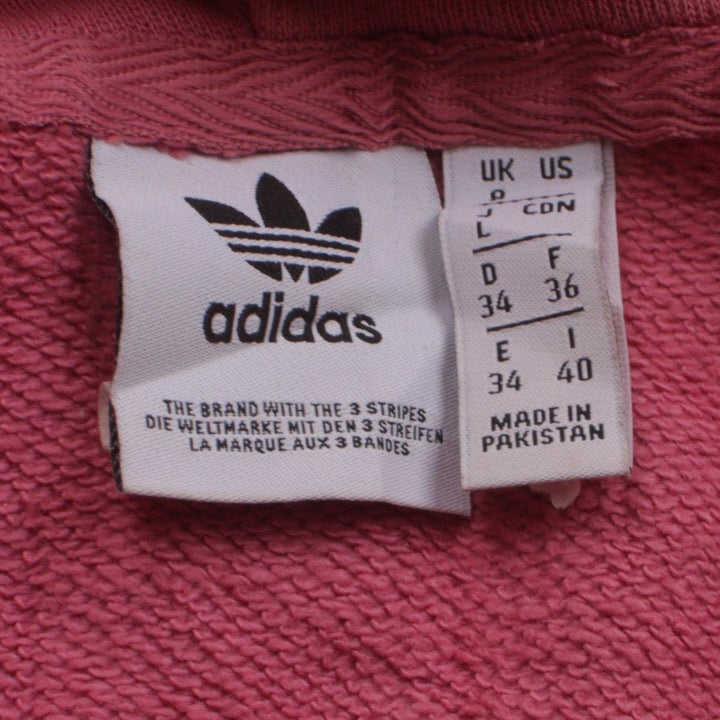 adidas
THE BRAND WITH THE 3 STRIPES
DIE WELTMARKE MIT DEN 3 STREIFEN
LA MARQUE AUX 3 BANDES
UK US
CDN
D F
34 36
E I
34 40
MADE IN
PAKISTAN